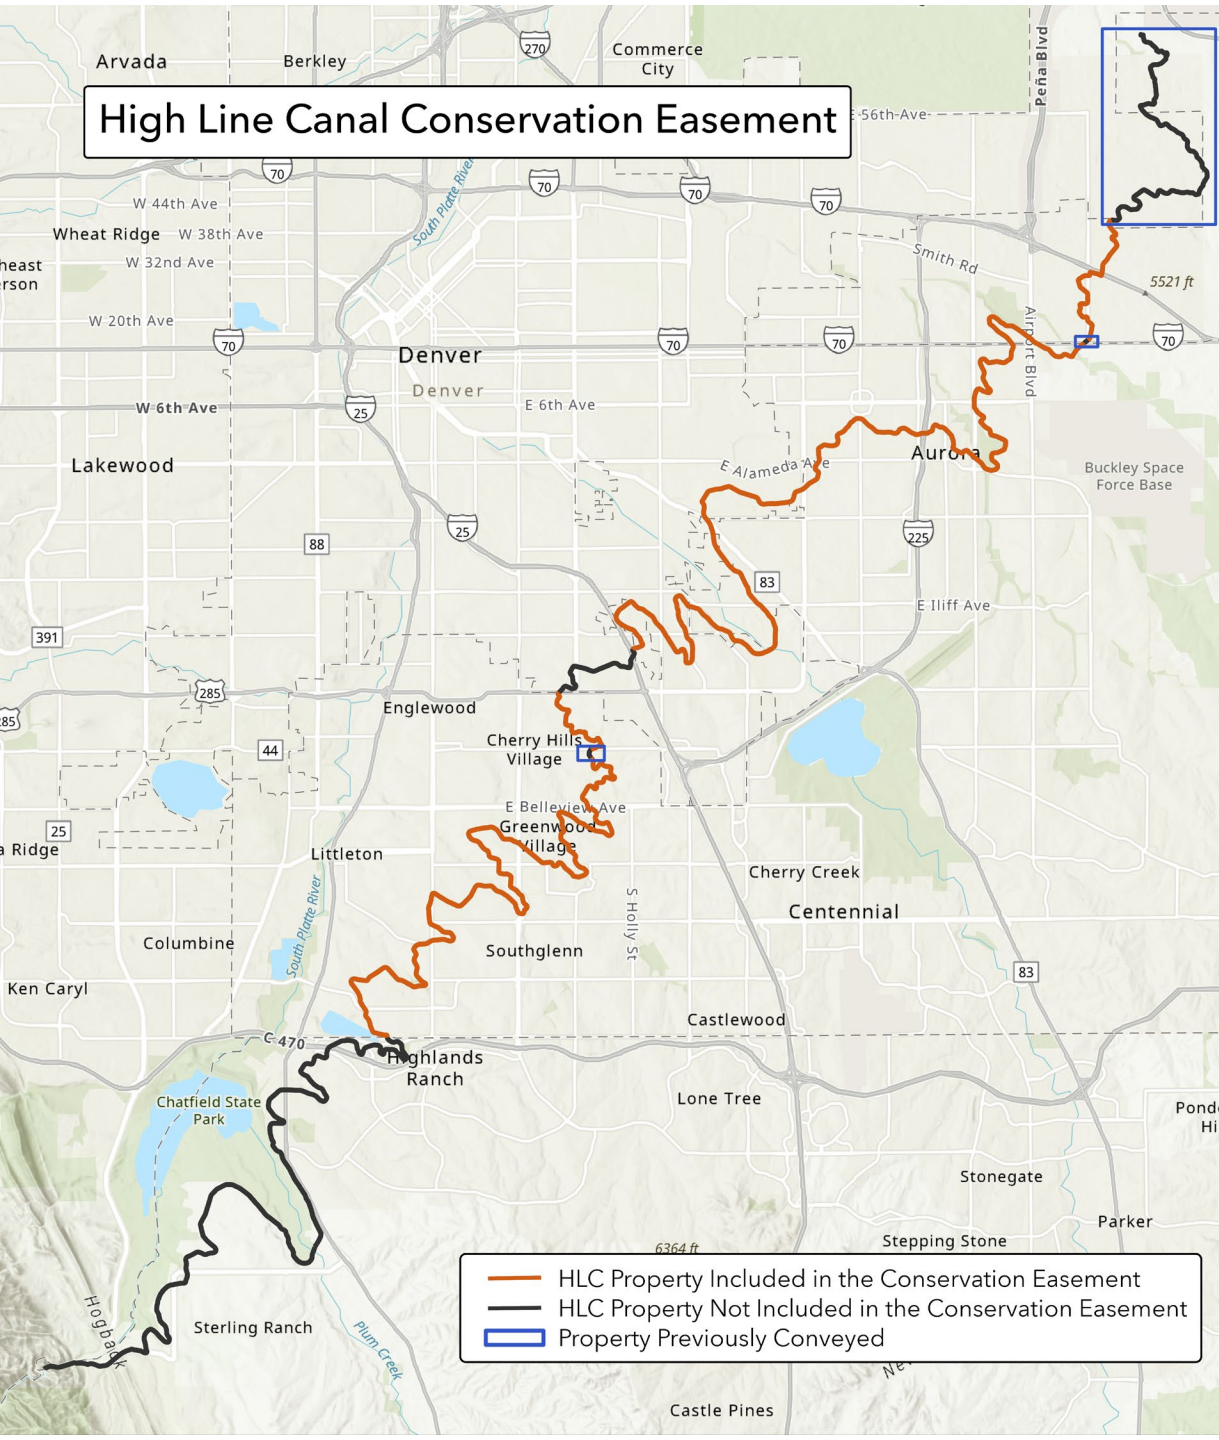 270
Commerce
City
Arvada
Berkley
Peña Blvd
High Line Canal Conservation Easement
E 56th Ave
70
70
70
70
South Platte River
W 44th Ave
Wheat Ridge
W 38th Ave
W 32nd Ave
heast
erson
Smith Rd
5521 ft
W 20th Ave
Airport Blvd
70
70
70
70
Denver
Denver
W 6th Ave
25
E 6th Ave
Lakewood
E Alameda Ave
Aurora
Buckley Space
Force Base
25
225
88
83
E Iliff Ave
391
285
285
Englewood
Cherry Hills
Village
44
E Belleview Ave
Greenwood
Village
25
a Ridge
Littleton
Cherry Creek
S Holly St
Centennial
South Platte River
Columbine
Southglenn
83
Ken Caryl
Castlewood
C 470
Highlands
Ranch
Chatfield State
Park
Lone Tree
Pond
Hi
Stonegate
Parker
Stepping Stone
6364 ft
HLC Property Included in the Conservation Easement
HLC Property Not Included in the Conservation Easement
Property Previously Conveyed
Hogback
Sterling Ranch
Plum Creek
Castle Pines